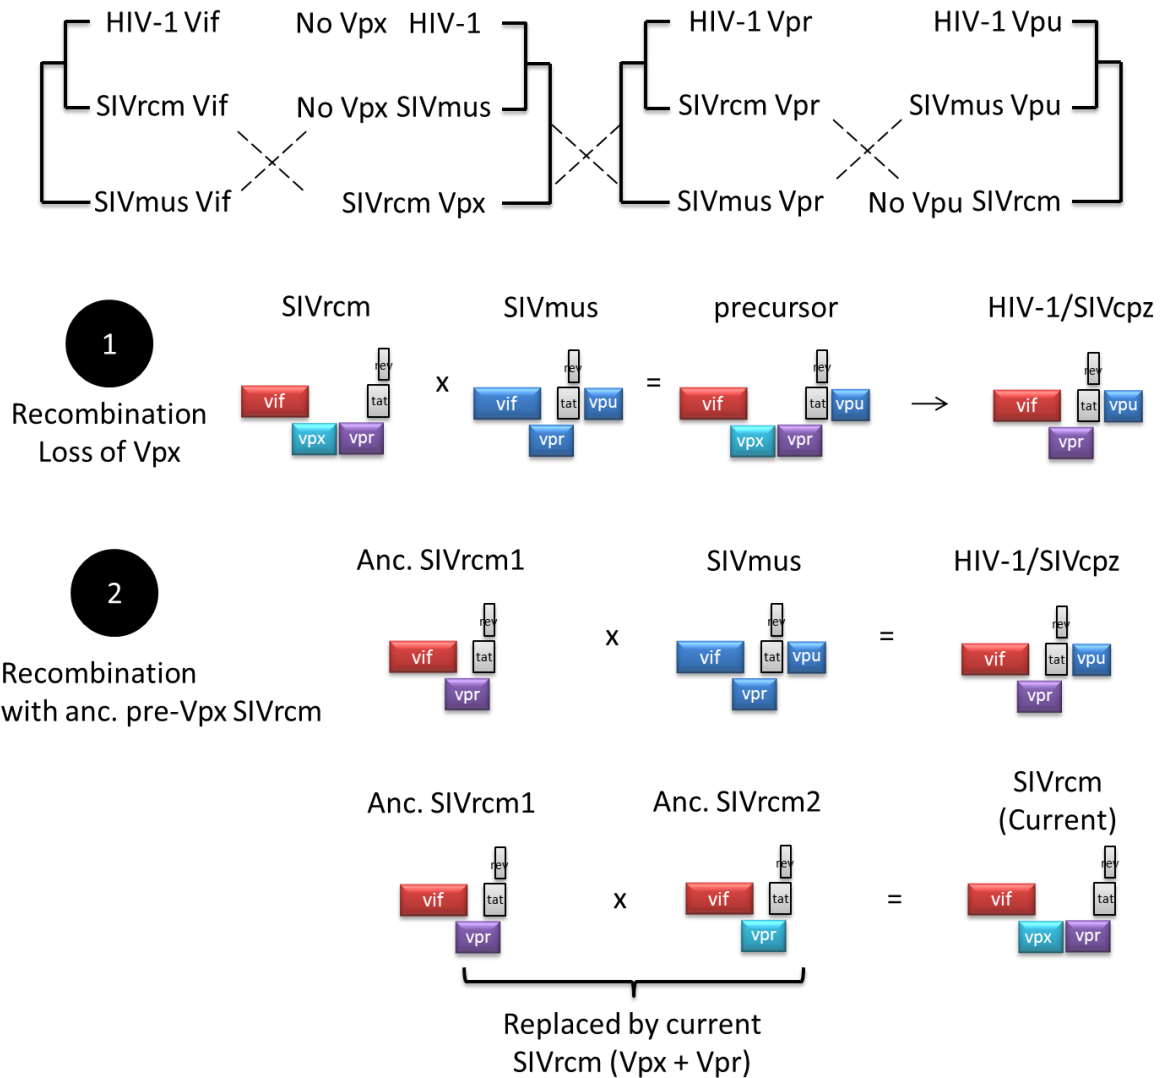 HIV-1 Vif No Vpx HIV-1 HIV-1 Vpr HIV-1 Vpu
SIVrcm Vif No Vpx SIVmus SIVrcm Vpr SIVmus Vpu
SIVmus Vif SIVrcm Vpx SIVmus Vpr No Vpu SIVrcm
1
Recombination
Loss of Vpx
SIVrcm SIVmus precursor HIV-1/SIVcpz
rev rev rev rev
vif tat x vif tat vpu = vif tat vpu → vif tat vpu
vpx vpr vpr vpx vpr vpr
2
Recombination
with anc. pre-Vpx SIVrcm
Anc. SIVrcm1 SIVmus HIV-1/SIVcpz
rev rev rev
vif tat x vif tat vpu = vif tat vpu
vpr vpr vpr
Anc. SIVrcm1 Anc. SIVrcm2 SIVrcm
(Current)
rev rev rev
vif tat x vif tat = vif tat
vpr vpr vpx vpr
Replaced by current
SIVrcm (Vpx + Vpr)